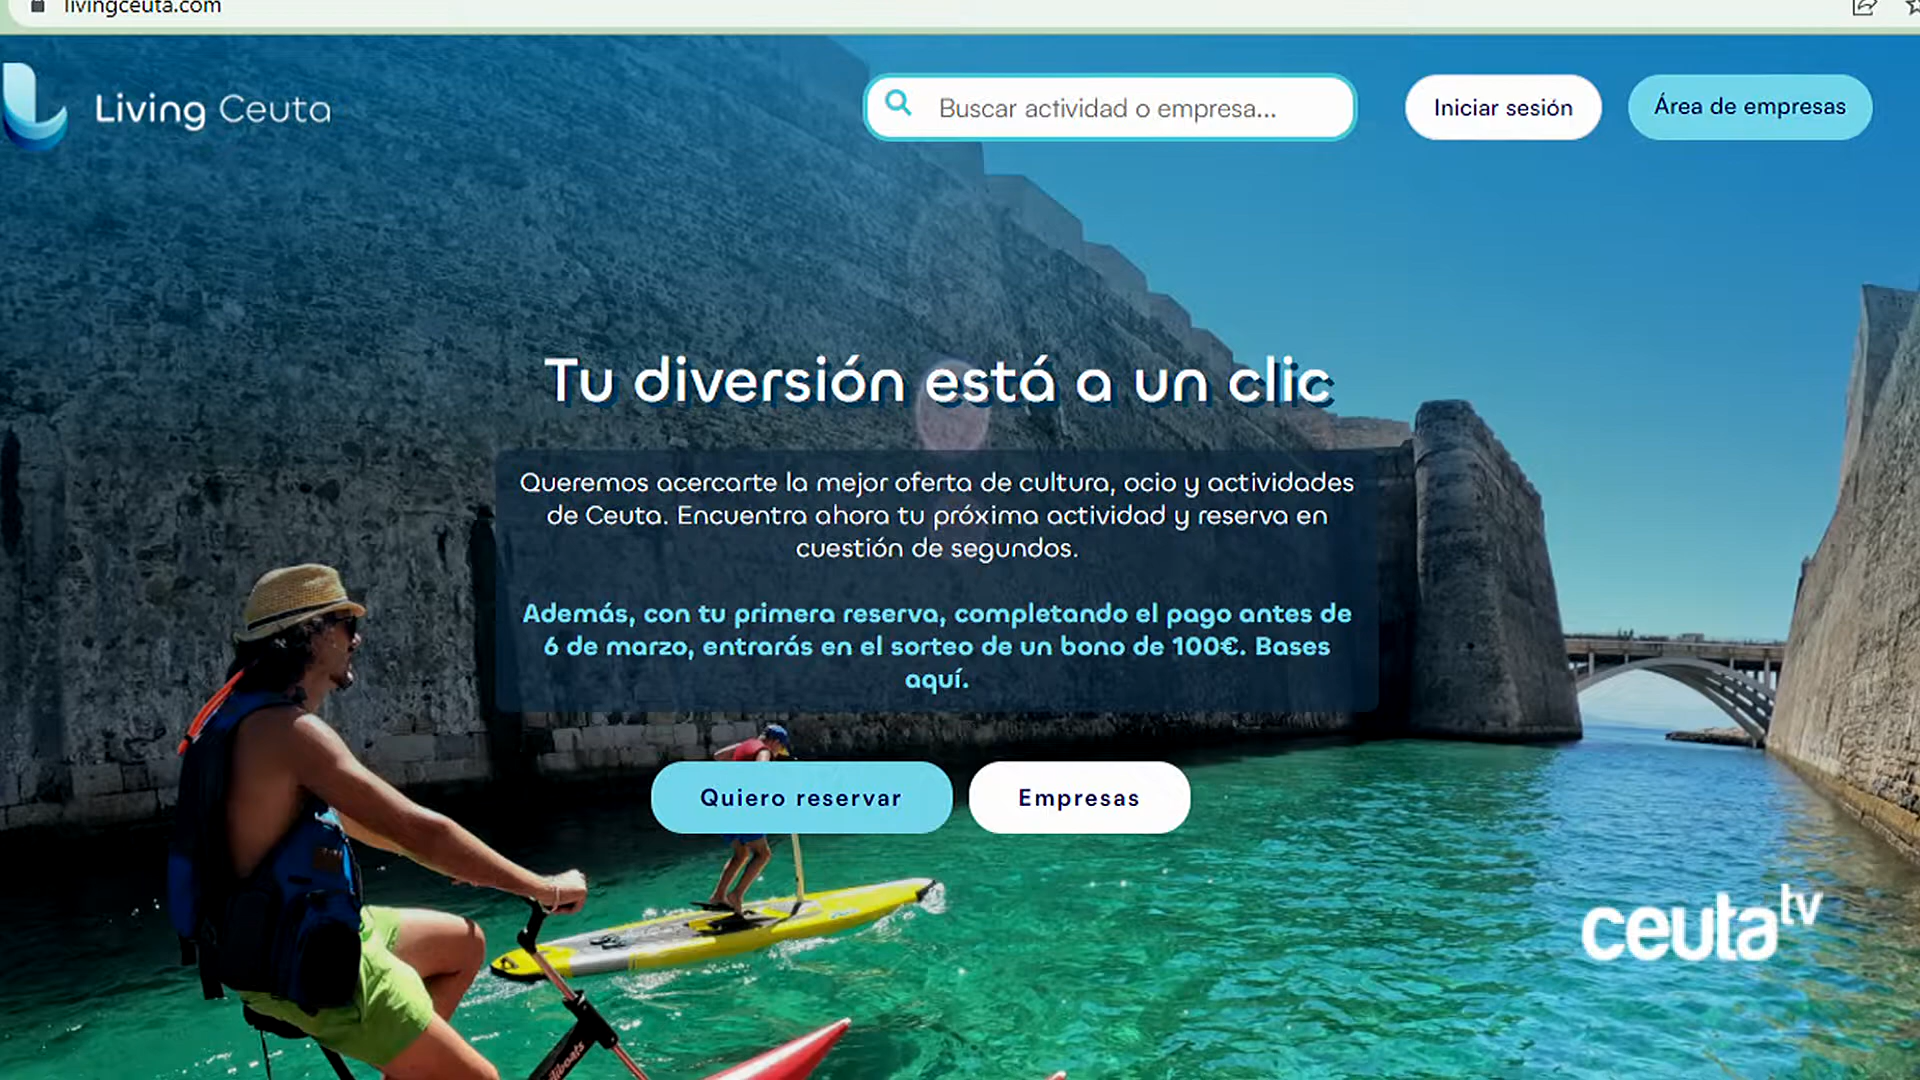 livingceuta.com
Living Ceuta
Buscar actividad o empresa...
Iniciar sesión
Área de empresas
Tu diversión está a un clic
Queremos acercarte la mejor oferta de cultura, ocio y actividades
de Ceuta. Encuentra ahora tu próxima actividad y reserva en
cuestión de segundos.
Además, con tu primera reserva, completando el pago antes de
6 de marzo, entrarás en el sorteo de un bono de 100€. Bases
aquí.
Quiero reservar
Empresas
ceutatv